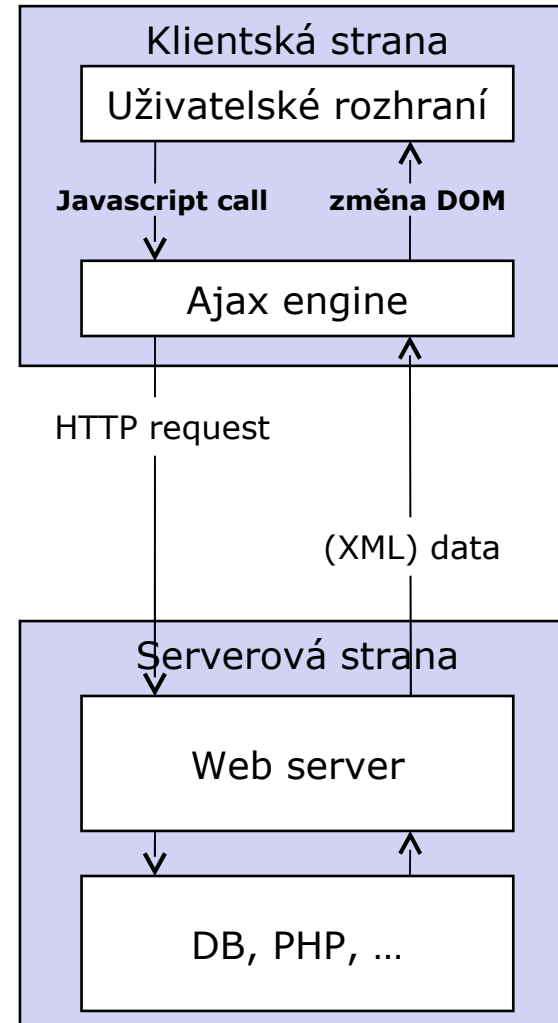 Klientská strana
Uživatelské rozhraní
Javascript call
změna DOM
Ajax engine
HTTP request
(XML) data
Serverová strana
Web server
DB, PHP, …